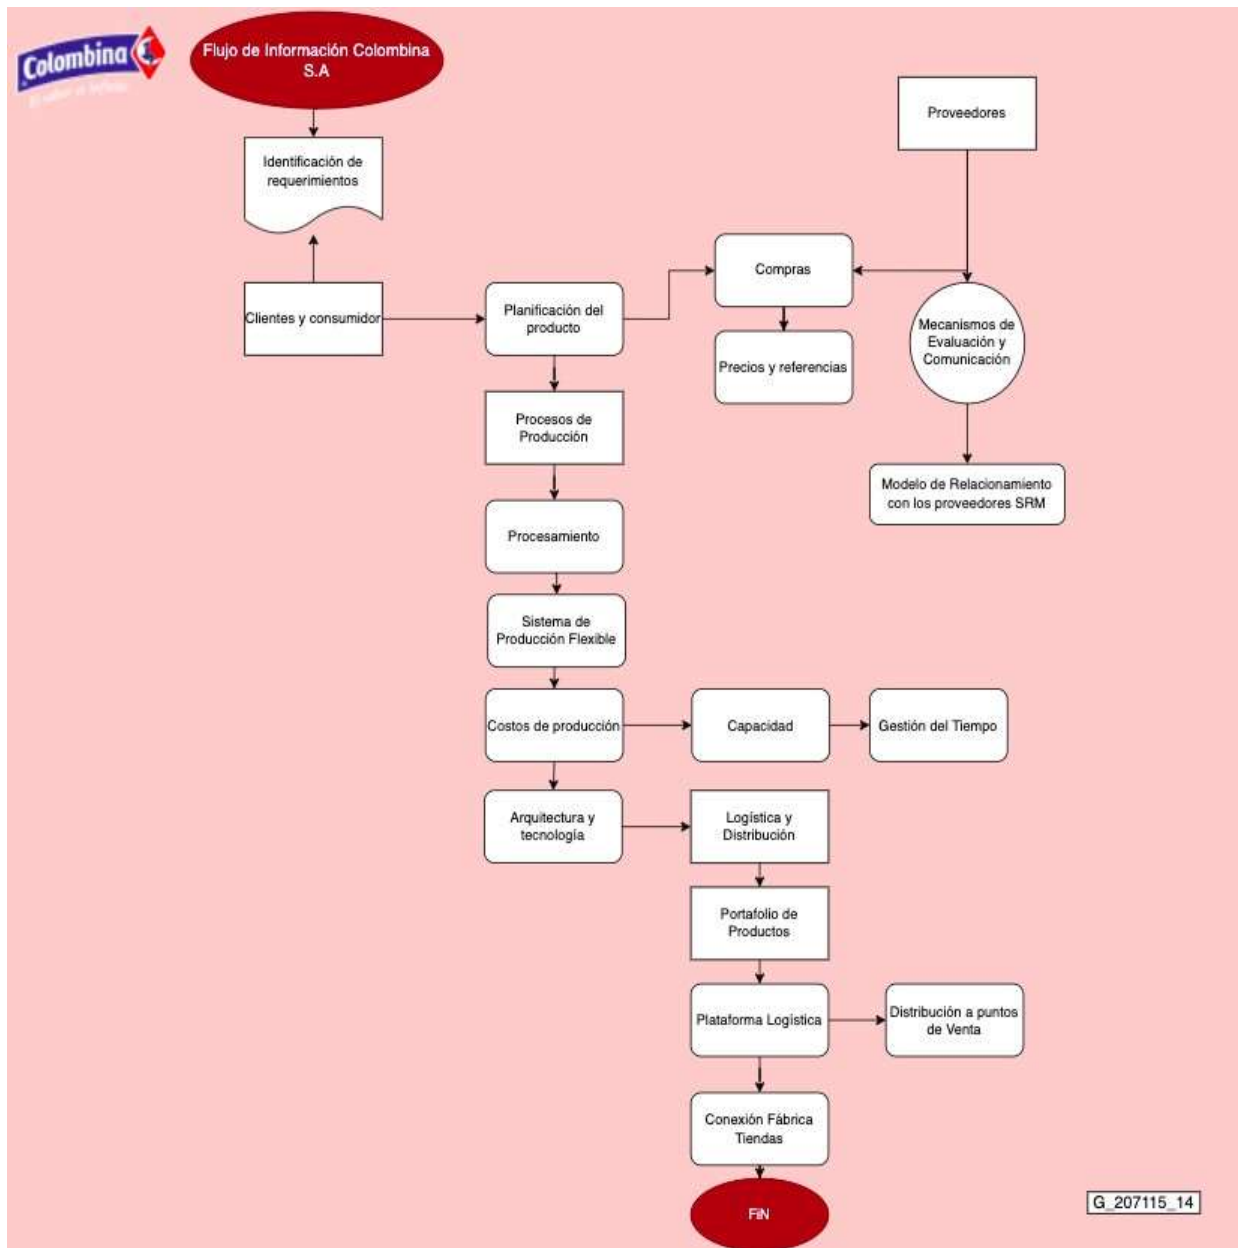 Colombina
Flujo de Información Colombina
S.A
Identificación de
requerimientos
Clientes y consumidor
Planificación del
producto
Compras
Precios y referencias
Proveedores
Mecanismos de
Evaluación y
Comunicación
Modelo de Relacionamiento
con los proveedores SRM
Procesos de
Producción
Procesamiento
Sistema de
Producción Flexible
Costos de producción
Capacidad
Gestión del Tiempo
Arquitectura y
tecnología
Logística y
Distribución
Portafolio de
Productos
Plataforma Logística
Distribución a puntos
de Venta
Conexión Fábrica
Tiendas
FiN
G_207115_14